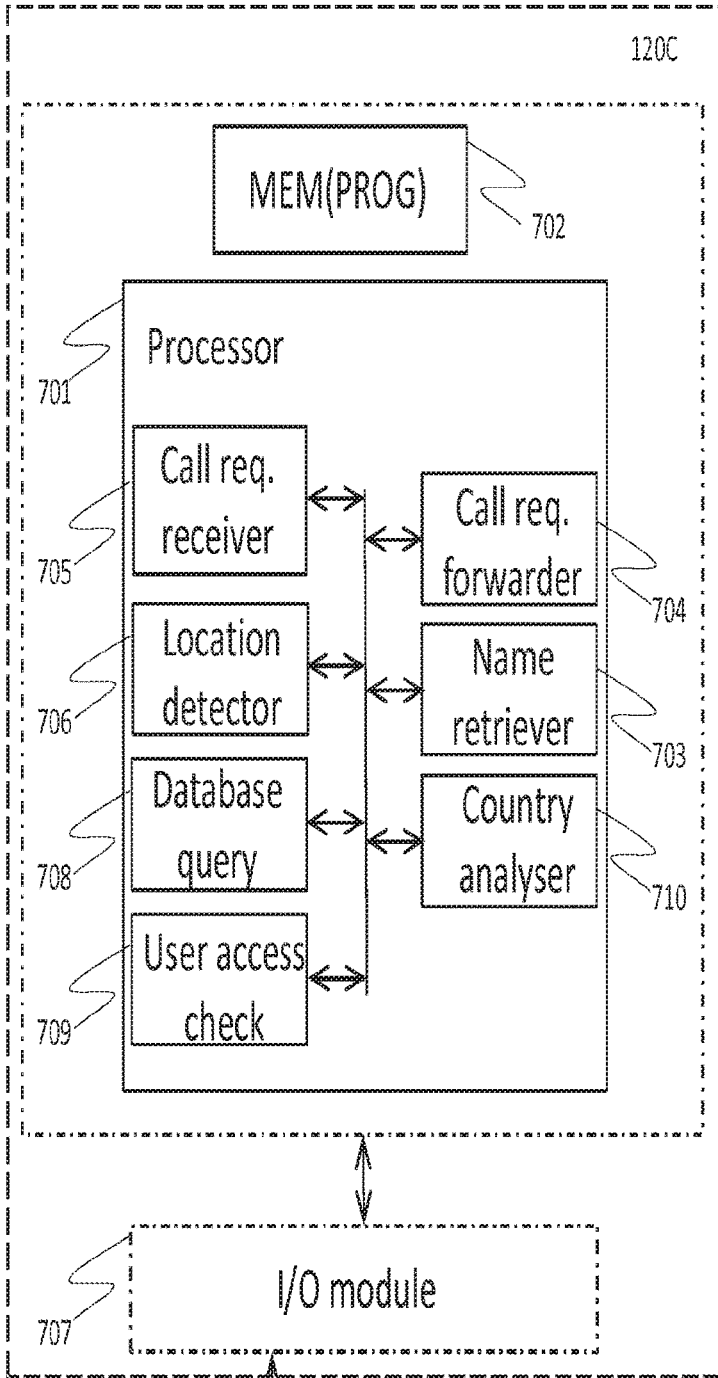 120C
MEM(PROG)
702
701
Processor
Call req.
receiver
705
Call req.
forwarder
704
Location
detector
706
Name
retriever
703
Database
query
708
Country
analyser
710
User access
check
709
I/O module
707